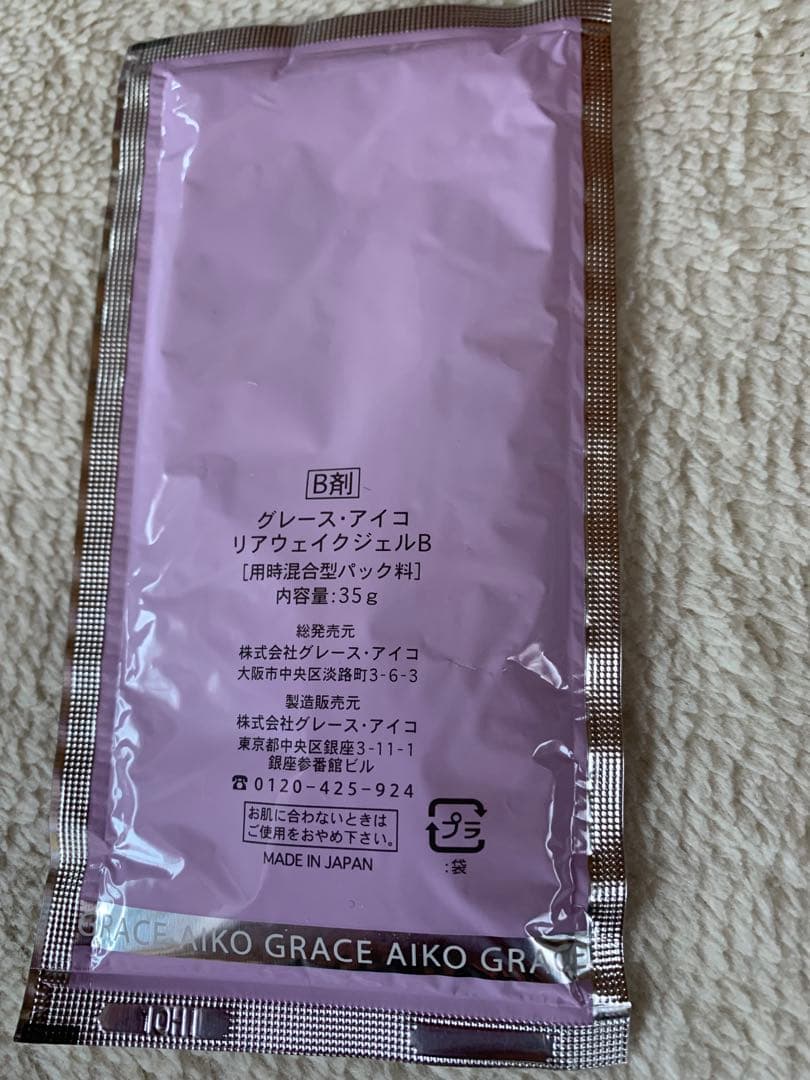 B剤
グレース・アイコ
リアウェイクジェルB
[用時混合型パック料]
内容量:35g
総発売元
株式会社グレース・アイコ
大阪市中央区淡路町3-6-3
製造販売元
株式会社グレース・アイコ
東京都中央区銀座3-11-1
銀座参番館ビル
☎0120-425-924
お肌に合わないときは
ご使用をおやめ下さい。
プラ
:袋
MADE IN JAPAN
GRACE AIKO GRACE AIKO GRACE